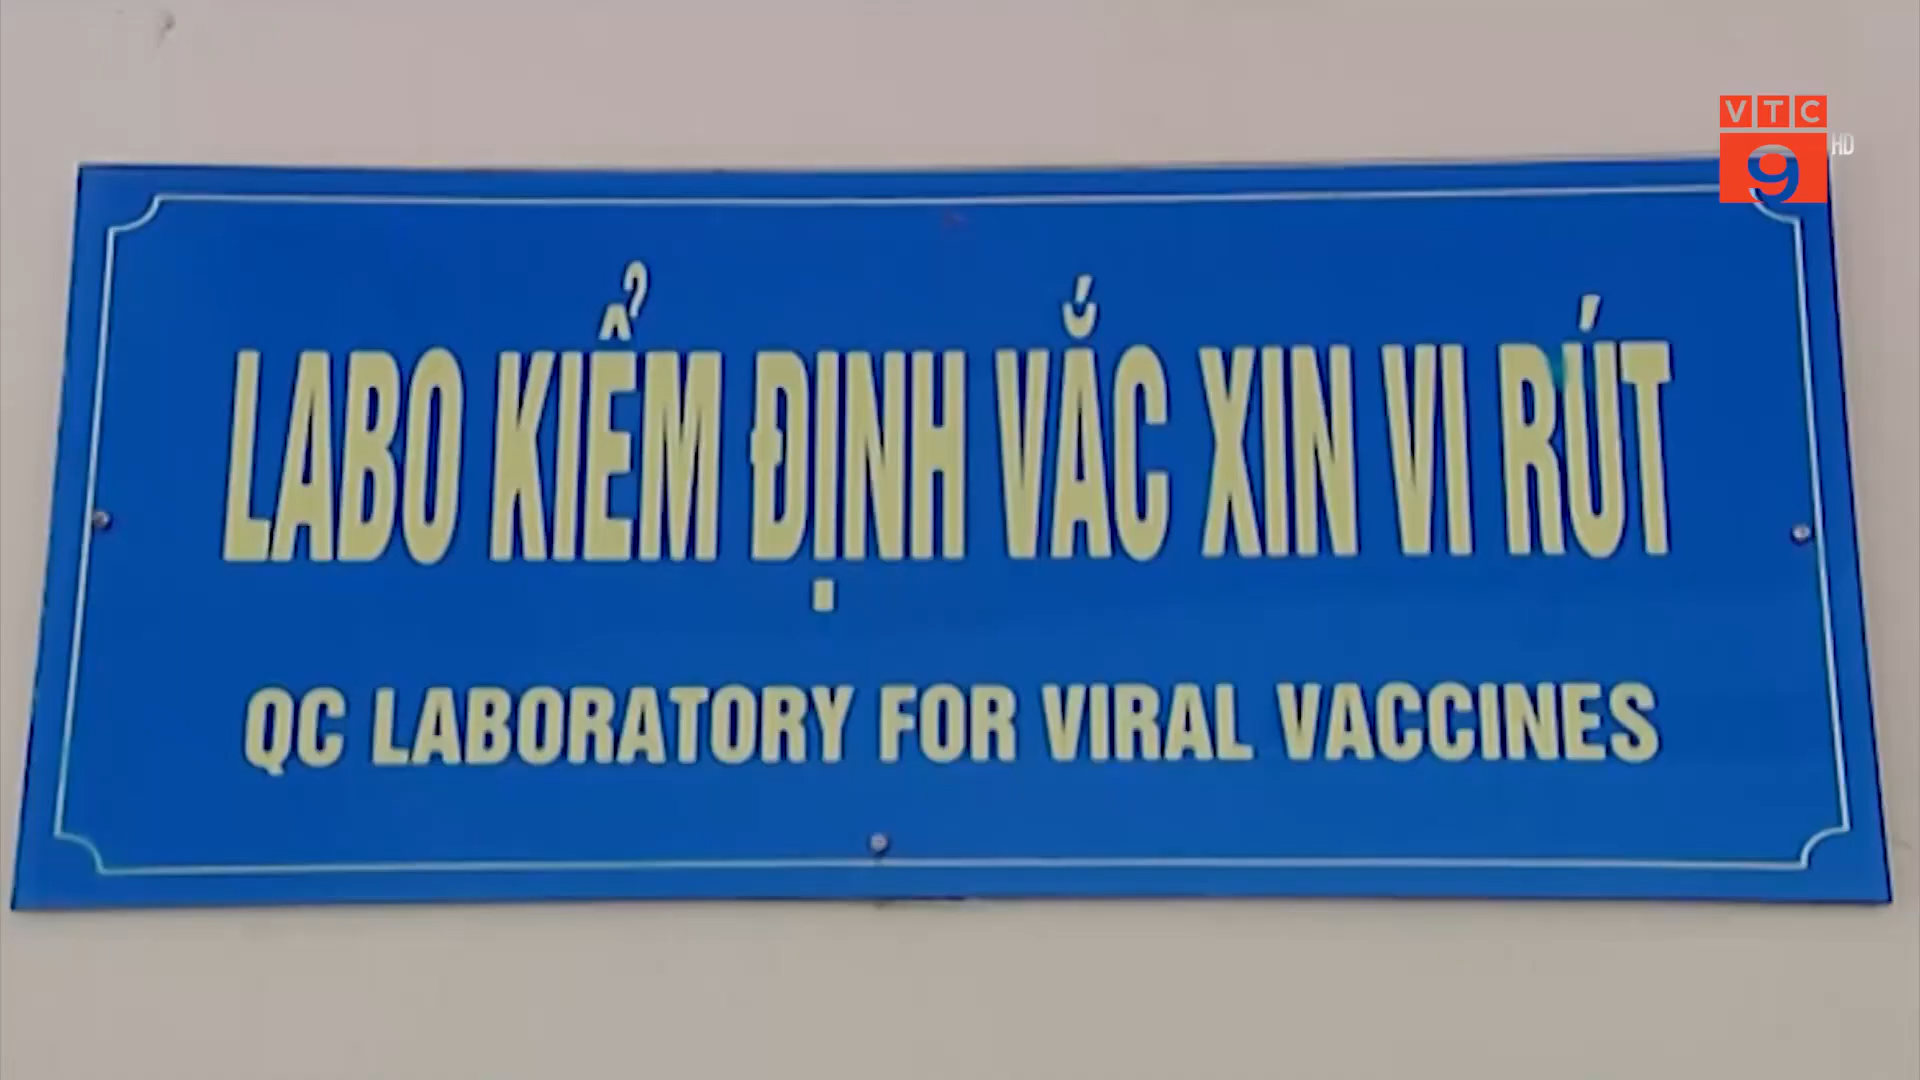 VTC
9 HD
LABO KIỂM ĐỊNH VẮC XIN VI RÚT
QC LABORATORY FOR VIRAL VACCINES